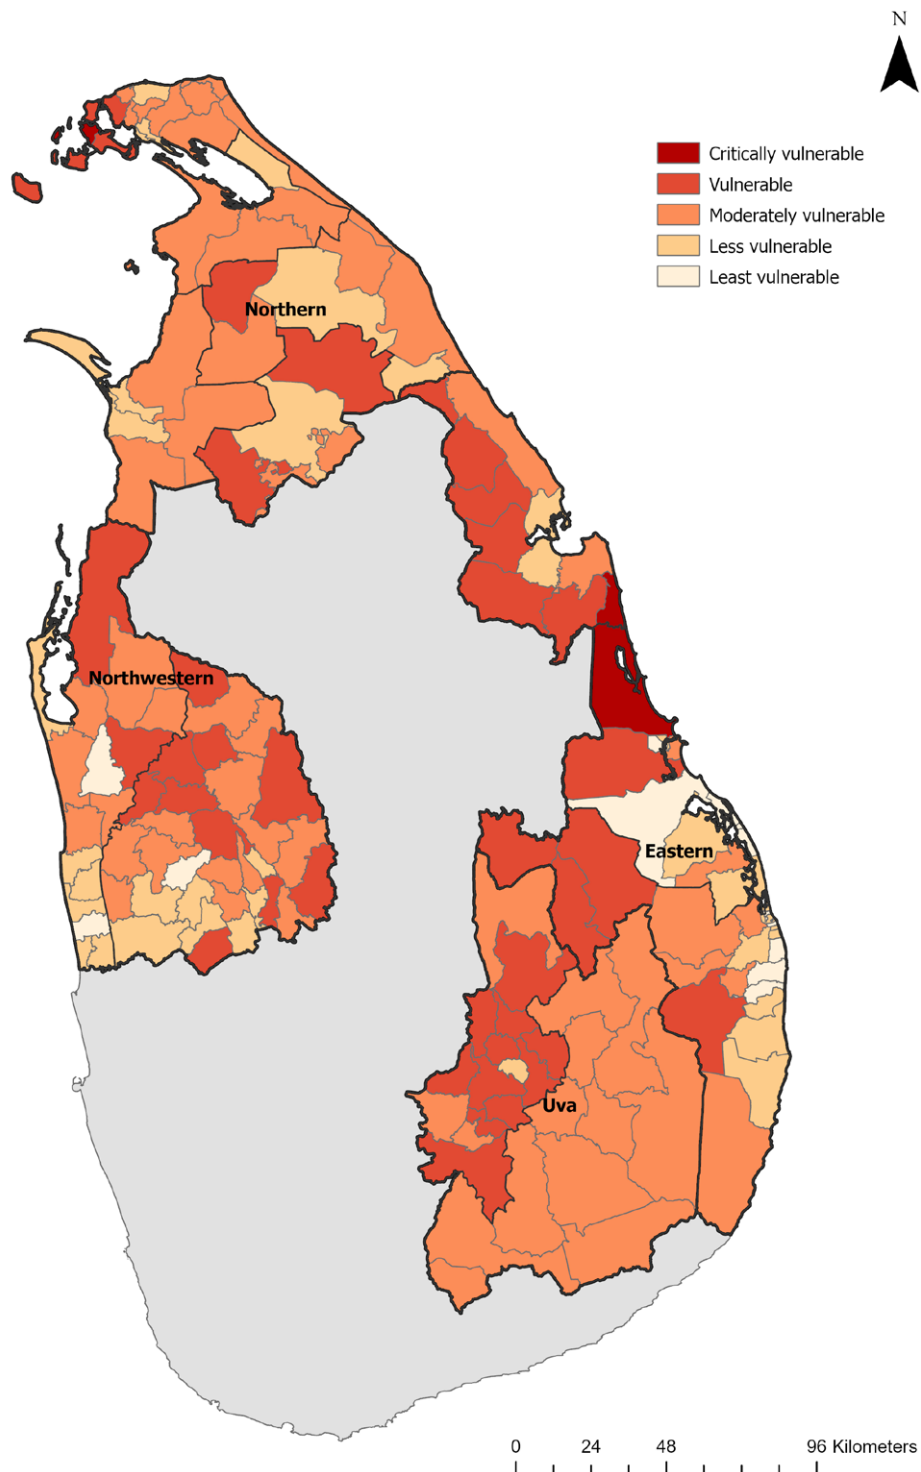 N
Critically vulnerable
Vulnerable
Moderately vulnerable
Less vulnerable
Least vulnerable
Northern
Northwestern
Eastern
Uva
0 24 48 96 Kilometers